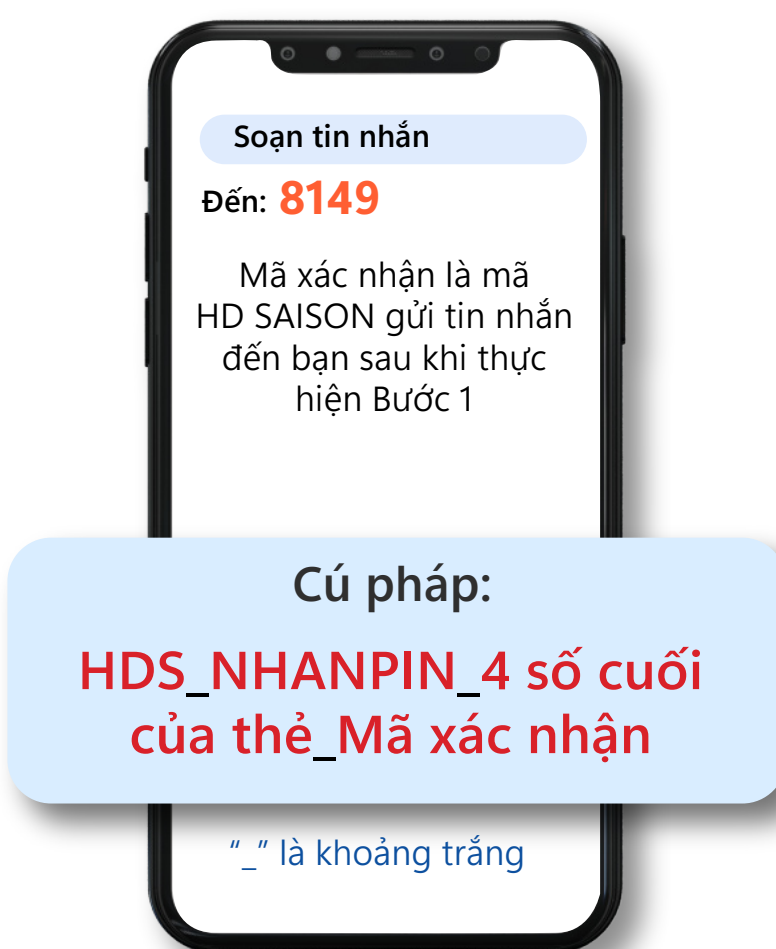 Soạn tin nhắn
Đến: 8149
Mã xác nhận là mã
HD SAISON gửi tin nhắn
đến bạn sau khi thực
hiện Bước 1
Cú pháp:
HDS_NHANPIN_4 số cuối
của thẻ_Mã xác nhận
“_” là khoảng trắng